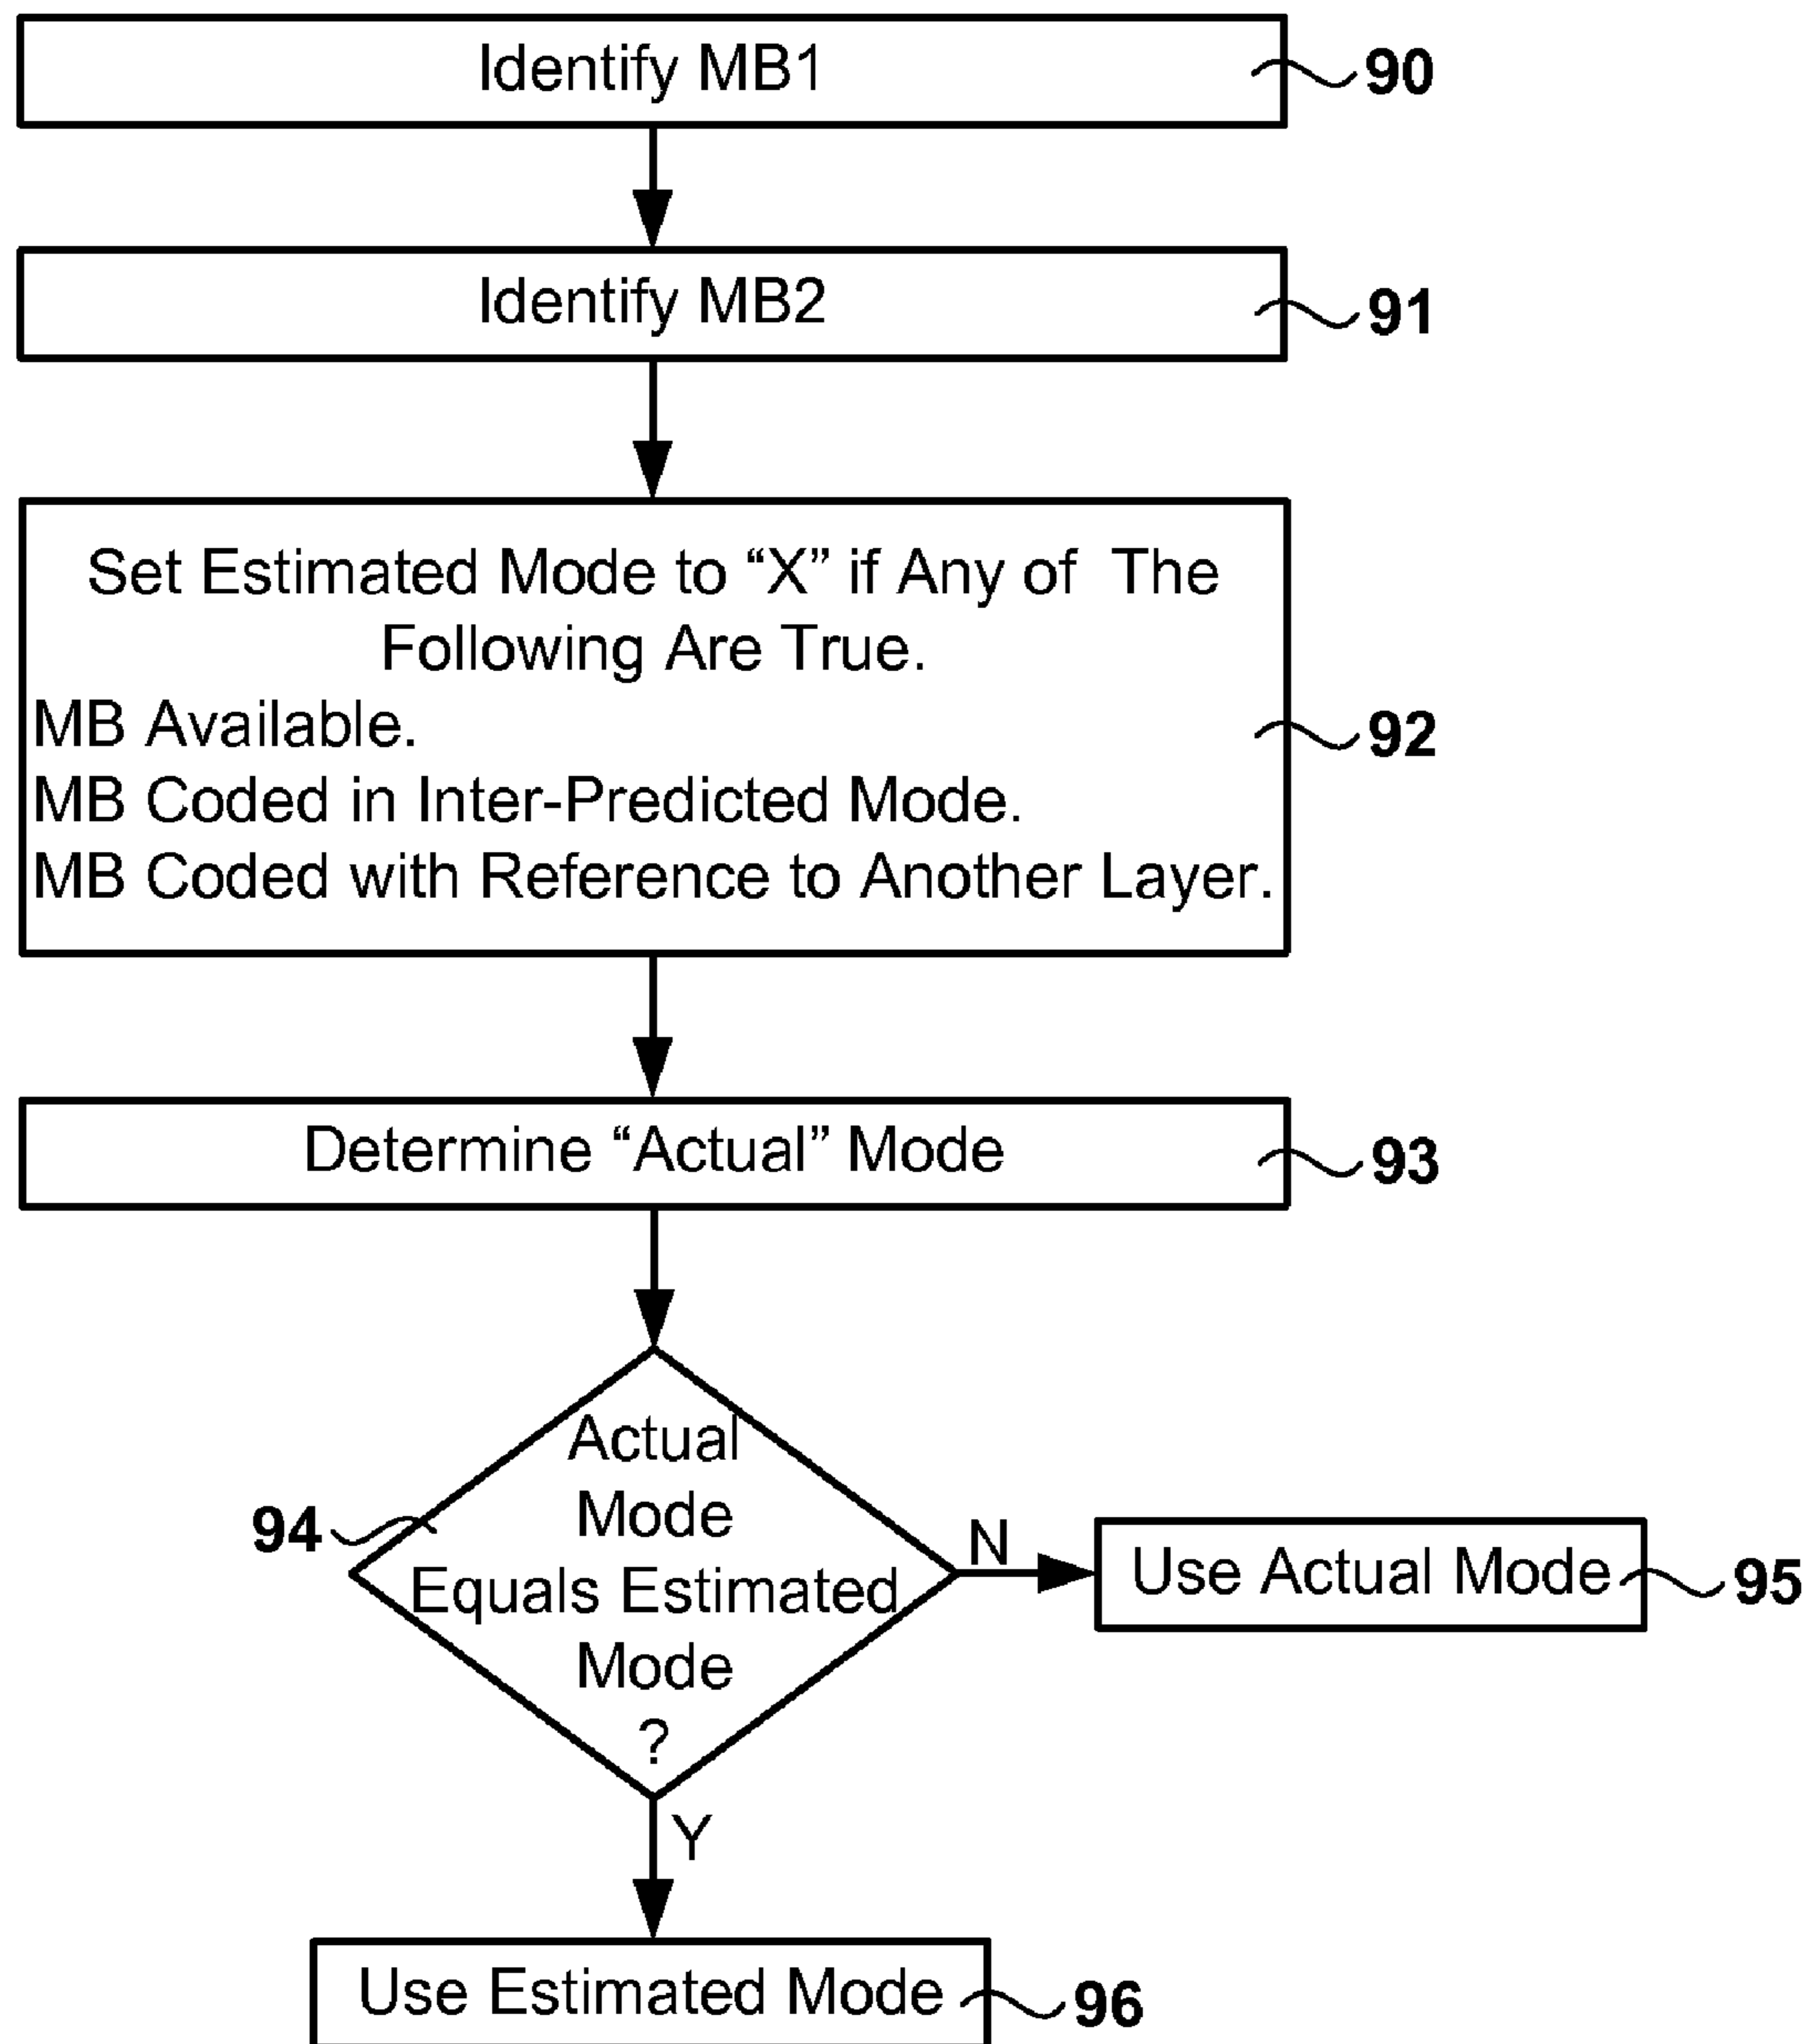 Identify MB1
90
Identify MB2
91
Set Estimated Mode to “X” if Any of The
Following Are True.
MB Available.
MB Coded in Inter-Predicted Mode.
MB Coded with Reference to Another Layer.
92
Determine “Actual” Mode
93
Actual
Mode
Equals Estimated
Mode
?
94
N
Use Actual Mode
95
Y
Use Estimated Mode
96